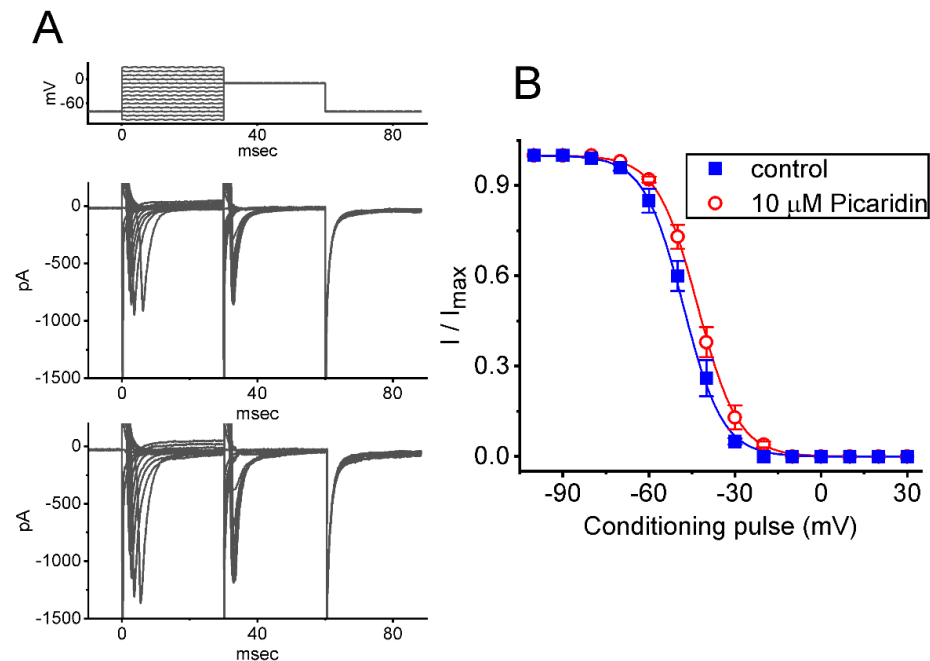 A
mV
0
-60
0
40
80
msec
pA
0
-500
-1000
-1500
0
40
80
msec
pA
0
-500
-1000
-1500
0
40
80
msec
B
I / Imax
0.9
0.6
0.3
0.0
control
10 μM Picaridin
-90
-60
-30
0
30
Conditioning pulse (mV)